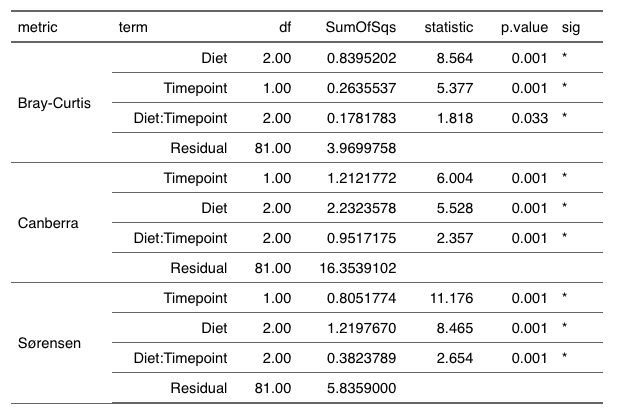 metric term df SumOfSqs statistic p.value sig
Diet 2.00 0.8395202 8.564 0.001 *
Timepoint 1.00 0.2635537 5.377 0.001 *
Bray-Curtis
Diet:Timepoint 2.00 0.1781783 1.818 0.033 *
Residual 81.00 3.9699758
Timepoint 1.00 1.2121772 6.004 0.001 *
Diet 2.00 2.2323578 5.528 0.001 *
Canberra
Diet:Timepoint 2.00 0.9517175 2.357 0.001 *
Residual 81.00 16.3539102
Timepoint 1.00 0.8051774 11.176 0.001 *
Diet 2.00 1.2197670 8.465 0.001 *
Sørensen
Diet:Timepoint 2.00 0.3823789 2.654 0.001 *
Residual 81.00 5.8359000